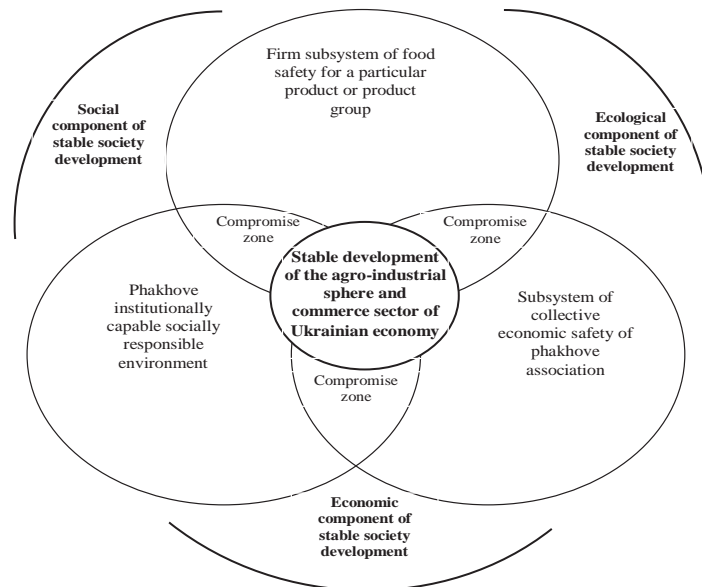 Firm subsystem of food
safety for a particular
product or product
group
Social
component of
stable society
development
Ecological
component of
stable society
development
Compromise
zone
Compromise
zone
Stable development
of the agro-industrial
sphere and
commerce sector of
Ukrainian economy
Phakhove
institutionally
capable socially
responsible
environment
Subsystem of
collective
economic safety of
phakhove
association
Compromise
zone
Economic
component of
stable society
development